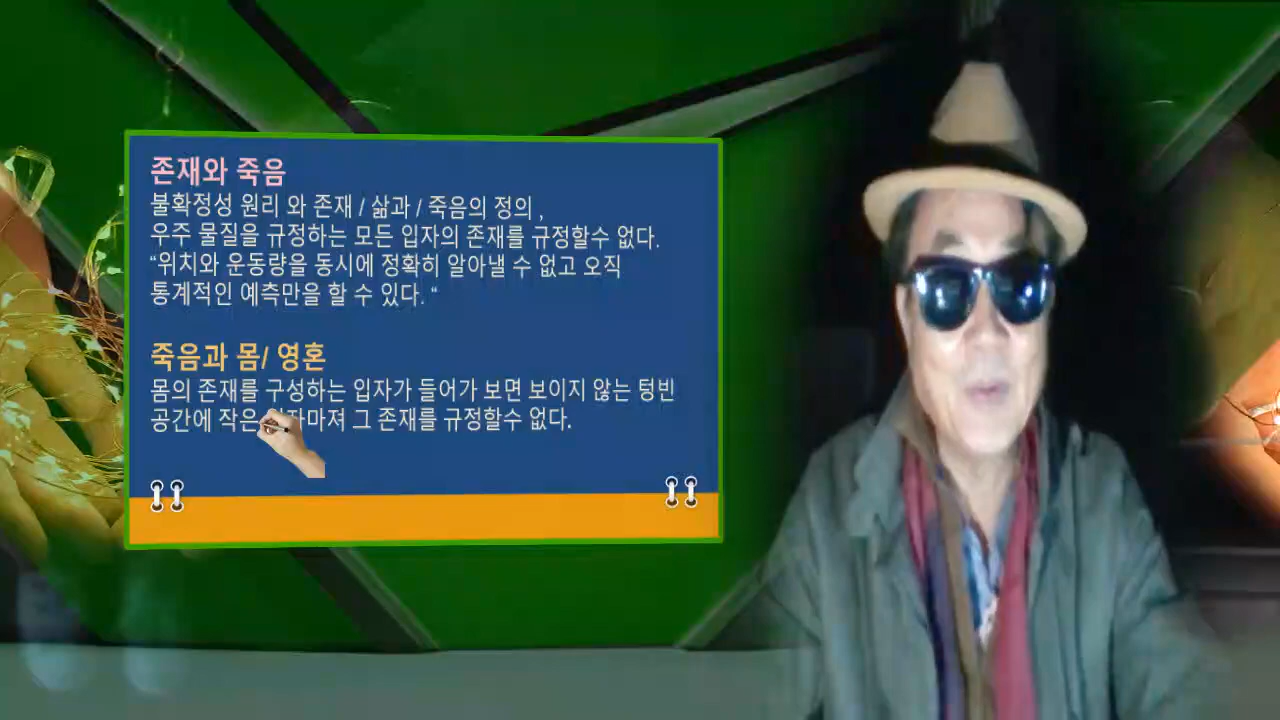 존재와 죽음
불확정성 원리 와 존재 / 삶과 / 죽음의 정의 ,
우주 물질을 규정하는 모든 입자의 존재를 규정할수 없다.
“위치와 운동량을 동시에 정확히 알아낼 수 없고 오직
통계적인 예측만을 할 수 있다. “
죽음과 몸/ 영혼
몸의 존재를 구성하는 입자가 들어가 보면 보이지 않는 텅빈
공간에 작은 그 존재를 규정할수 없다.